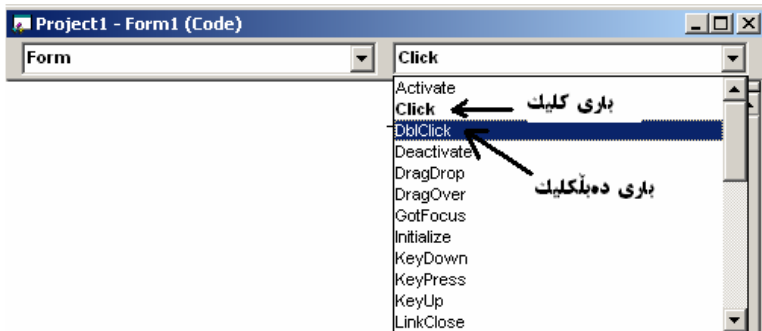 Project1 - Form1 (Code)
Form
Click
Activate
Click
باری کلیك
DblClick
Deactivate
DragDrop
باری دەبڵکلیك
DragOver
GotFocus
Initialize
KeyDown
KeyPress
KeyUp
LinkClose